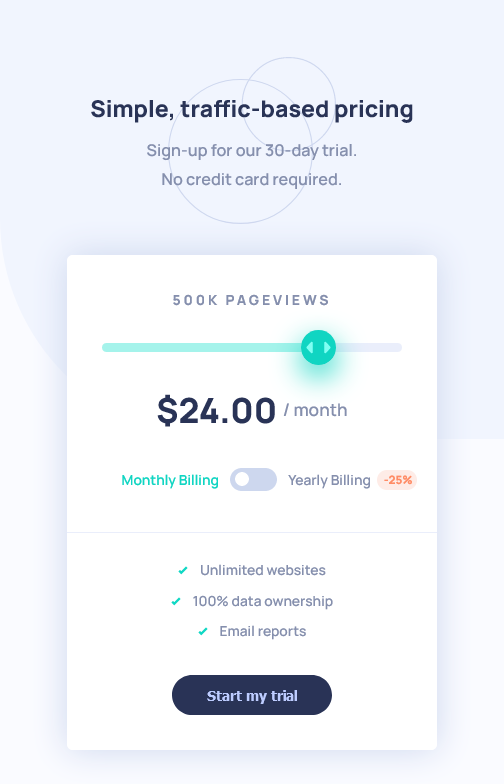 Simple, traffic-based pricing
Sign-up for our 30-day trial.
No credit card required.
500K PAGEVIEWS
$24.00 / month
Monthly Billing Yearly Billing -25%
Unlimited websites
100% data ownership
Email reports
Start my trial